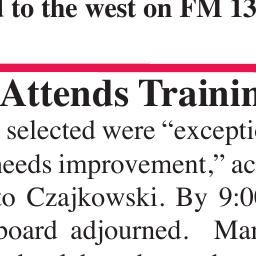 to the west on FM 13
Attends Trainin
selected were “excepti
needs improvement,” ac
to Czajkowski. By 9:0
board adjourned. Mar